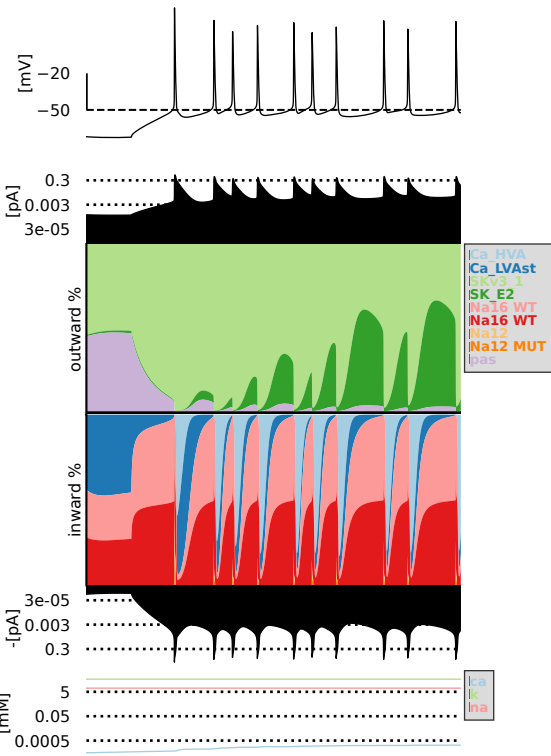 [mV]
−20
−50
[pA]
0.3
0.003
3e-05
outward %
Ca_HVA
Ca_LVAst
SKv3_1
SK_E2
Na16 WT
Na16 WT
Na12
Na12 MUT
pas
inward %
-[pA]
3e-05
0.003
0.3
[mM]
5
0.05
0.0005
ca
k
na